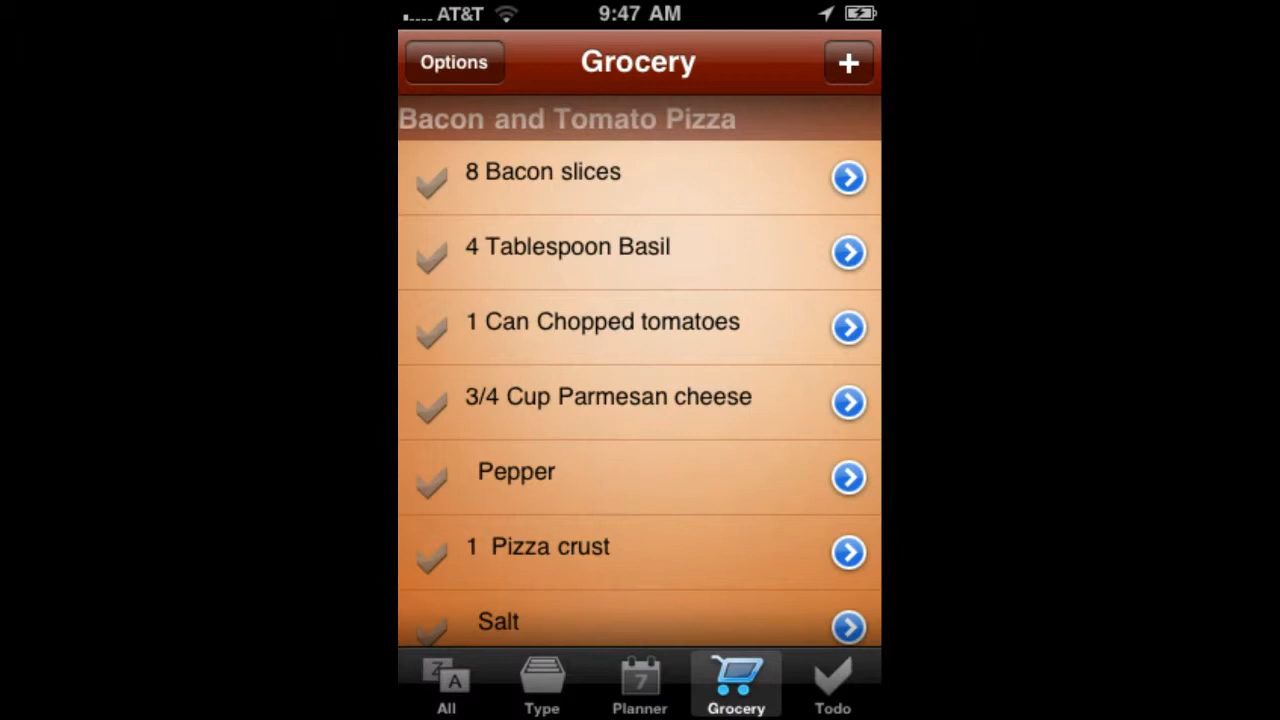 AT&T 9:47 AM
Options Grocery +
Bacon and Tomato Pizza
8 Bacon slices
4 Tablespoon Basil
1 Can Chopped tomatoes
3/4 Cup Parmesan cheese
Pepper
1 Pizza crust
Salt
Z A 7
All Type Planner Grocery Todo